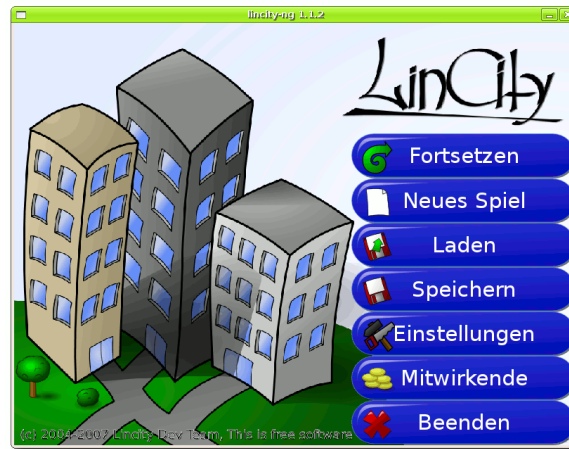 lincity-ng 1.1.2
LinCity
Fortsetzen
Neues Spiel
Laden
Speichern
Einstellungen
Mitwirkende
Beenden
(c) 2004-2007 Lincity Dev Team, This is free software